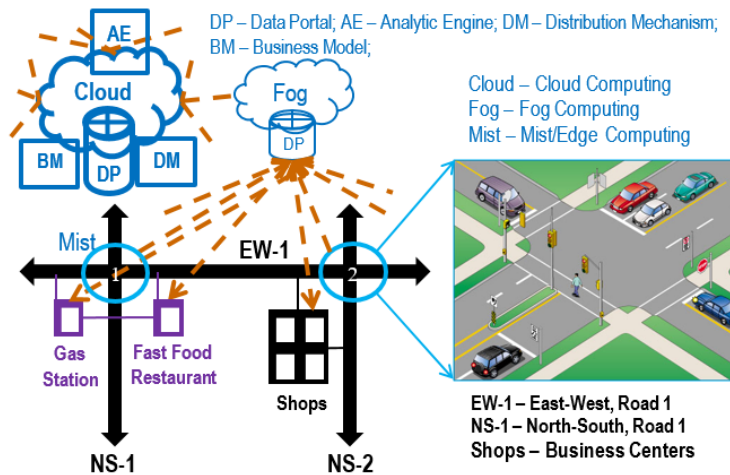 DP – Data Portal; AE – Analytic Engine; DM – Distribution Mechanism;
BM – Business Model;
AE
Cloud
BM
DP
DM
Fog
DP
Cloud – Cloud Computing
Fog – Fog Computing
Mist – Mist/Edge Computing
Mist
EW-1
1
2
Gas
Station
Fast Food
Restaurant
Shops
NS-1
NS-2
EW-1 – East-West, Road 1
NS-1 – North-South, Road 1
Shops – Business Centers